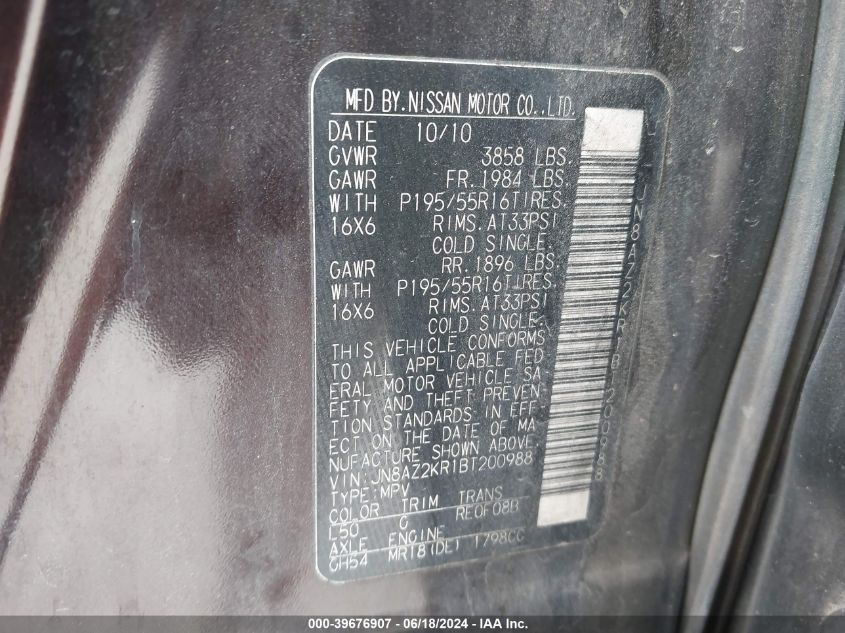 MFD BY.NISSAN MOTOR CO.,LTD.
DATE 10/10
GVWR 3858 LBS.
GAWR FR.1984 LBS.
WITH P195/55R16TIRES.
16X6 RIMS.AT33PSI
COLD SINGLE
GAWR RR.1896 LBS.
WITH P195/55R16TIRES.
16X6 RIMS.AT33PSI
COLD SINGLE.
THIS VEHICLE CONFORMS
TO ALL APPLICABLE FED
ERAL MOTOR VEHICLE SA-
FETY AND THEFT PREVEN-
TION STANDARDS IN EFF-
ECT ON THE DATE OF MA
NUFACTURE SHOWN ABOVE.
VIN:JN8AZ2KR1BT200988
TYPE:MPV
COLOR TRIM TRANS
L50 G RE0F08B
AXLE ENGINE
GH54 MRT8(DE) 1798CC
JN8AZ2KR1BT200988
000-39676907 - 06/18/2024 - IAA Inc.